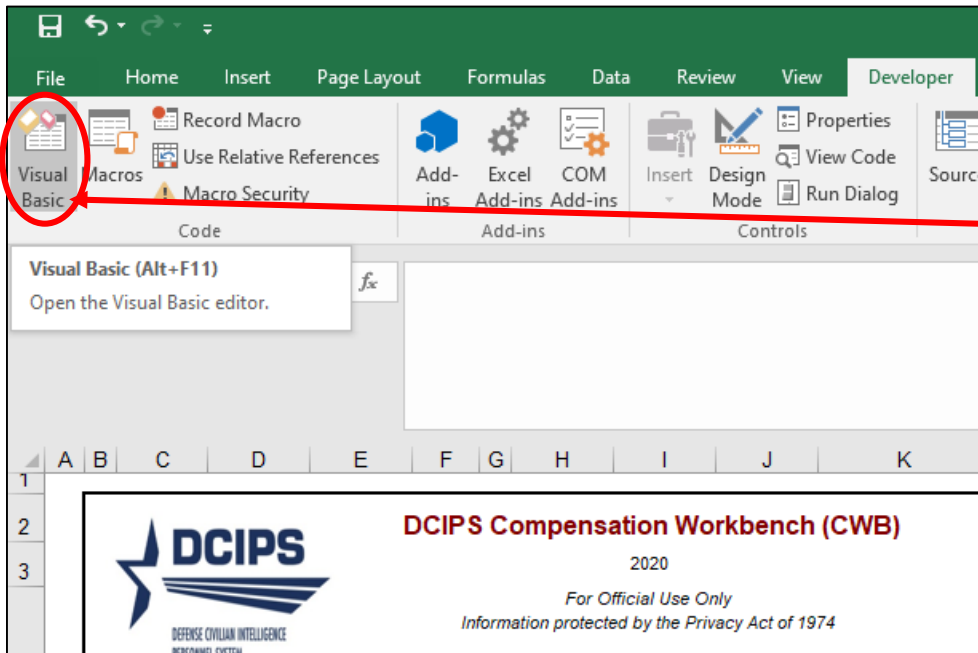 File Home Insert Page Layout Formulas Data Review View Developer
Visual
Basic
Macros
Record Macro
Use Relative References
Macro Security
Code
Add-
ins
Excel
Add-ins
COM
Add-ins
Add-ins
Insert
Design
Mode
Properties
View Code
Run Dialog
Controls
Sourc
Visual Basic (Alt+F11)
Open the Visual Basic editor.
fx
A B C D E F G H I J K
1
2
3
DCIPS
DEFENSE CIVILIAN INTELLIGENCE
PERSONNEL SYSTEM
DCIPS Compensation Workbench (CWB)
2020
For Official Use Only
Information protected by the Privacy Act of 1974